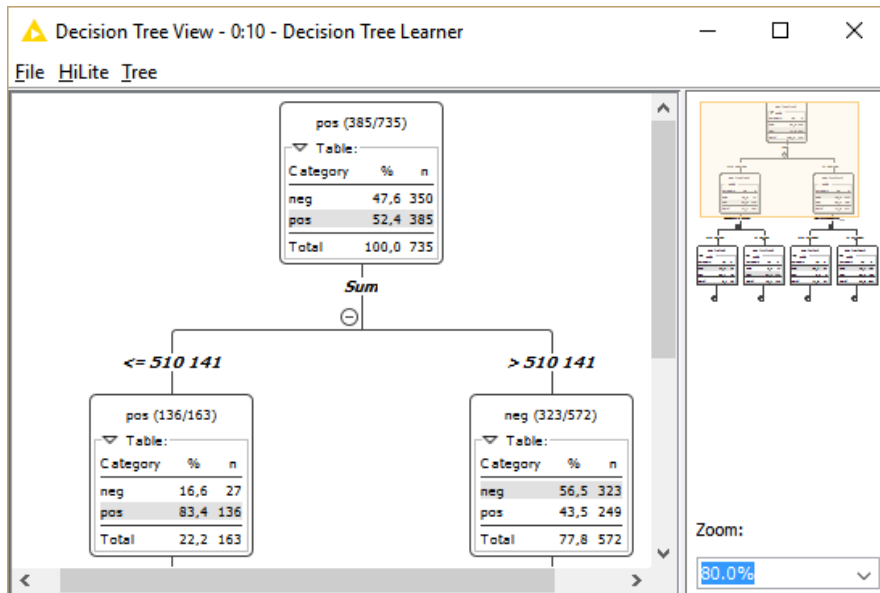 Decision Tree View - 0:10 - Decision Tree Learner
File HiLite Tree
pos (385/735)
Table:
Category % n
neg 47,6 350
pos 52,4 385
Total 100,0 735
Sum
<= 510 141
> 510 141
pos (136/163)
Table:
Category % n
neg 16,6 27
pos 83,4 136
Total 22,2 163
neg (323/572)
Table:
Category % n
neg 56,5 323
pos 43,5 249
Total 77,8 572
Zoom:
80.0%